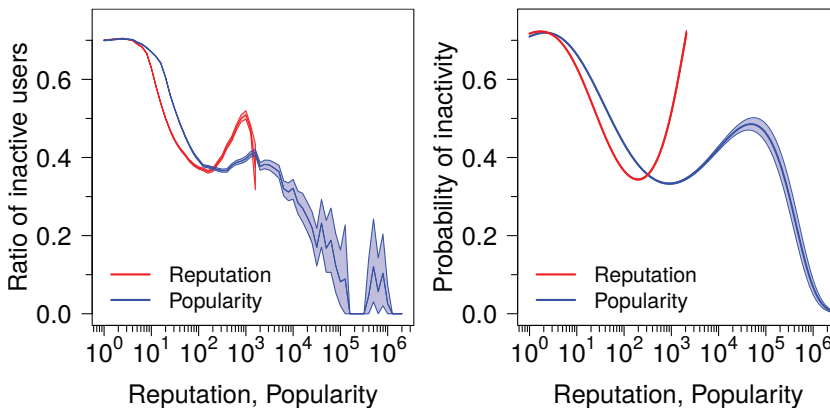 Ratio of inactive users
0.6
0.4
0.2
0.0
Reputation
Popularity
10^0 10^1 10^2 10^3 10^4 10^5 10^6
Reputation, Popularity
Probability of inactivity
0.6
0.4
0.2
0.0
Reputation
Popularity
10^0 10^1 10^2 10^3 10^4 10^5 10^6
Reputation, Popularity